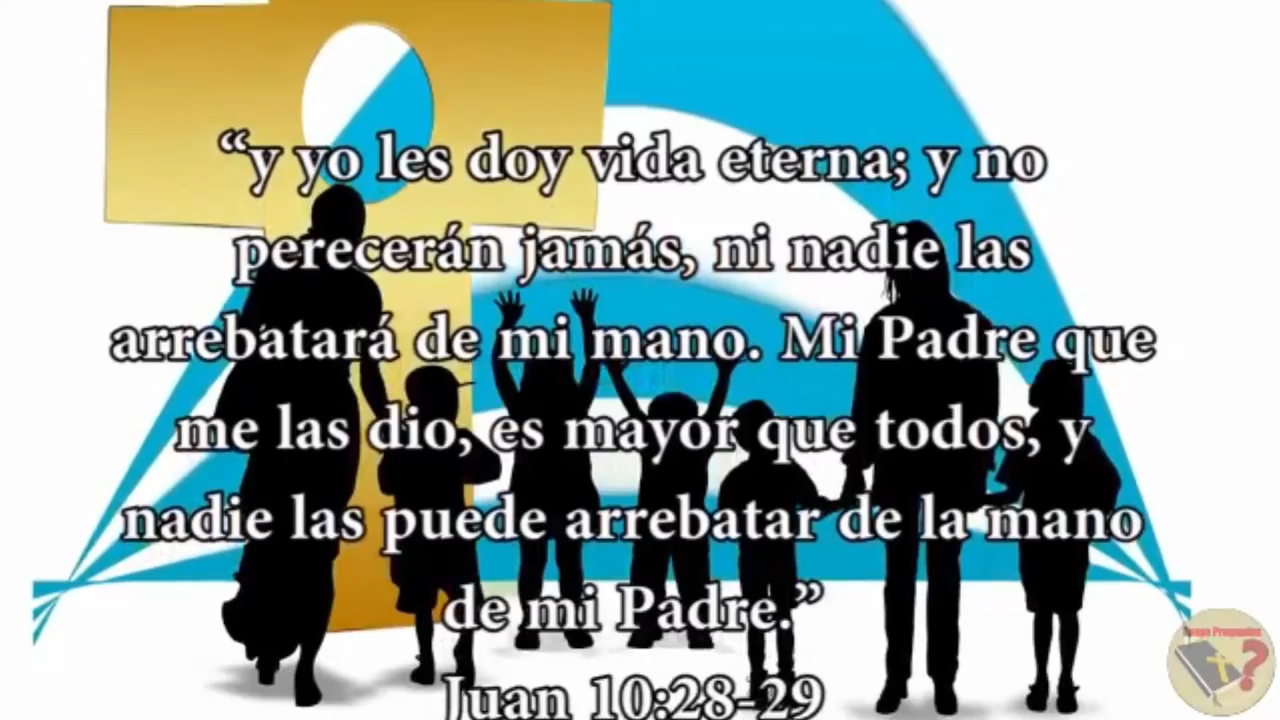 “y yo les doy vida eterna; y no
perecerán jamás, ni nadie las
arrebatará de mi mano. Mi Padre que
me las dio, es mayor que todos, y
nadie las puede arrebatar de la mano
de mi Padre.”
Juan 10:28-29
Tengo Preguntas
?